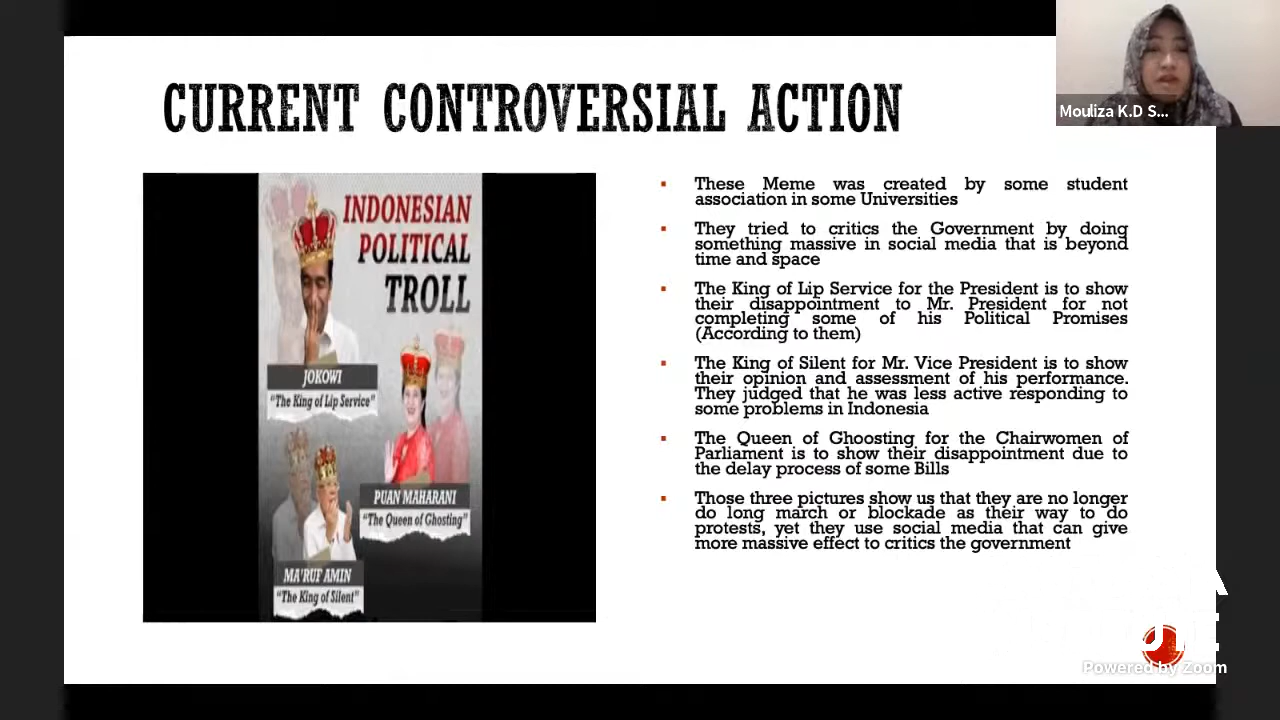 CURRENT CONTROVERSIAL ACTION
Mouliza K.D S...
INDONESIAN
POLITICAL
TROLL
JOKOWI
"The King of Lip Service"
PUAN MAHARANI
"The Queen of Ghosting"
MA'RUF AMIN
"The King of Silent"
These Meme was created by some student
association in some Universities
They tried to critics the Government by doing
something massive in social media that is beyond
time and space
The King of Lip Service for the President is to show
their disappointment to Mr. President for not
completing some of his Political Promises
(According to them)
The King of Silent for Mr. Vice President is to show
their opinion and assessment of his performance.
They judged that he was less active responding to
some problems in Indonesia
The Queen of Ghoosting for the Chairwomen of
Parliament is to show their disappointment due to
the delay process of some Bills
Those three pictures show us that they are no longer
do long march or blockade as their way to do
protests, yet they use social media that can give
more massive effect to critics the government
Powered by Zoom